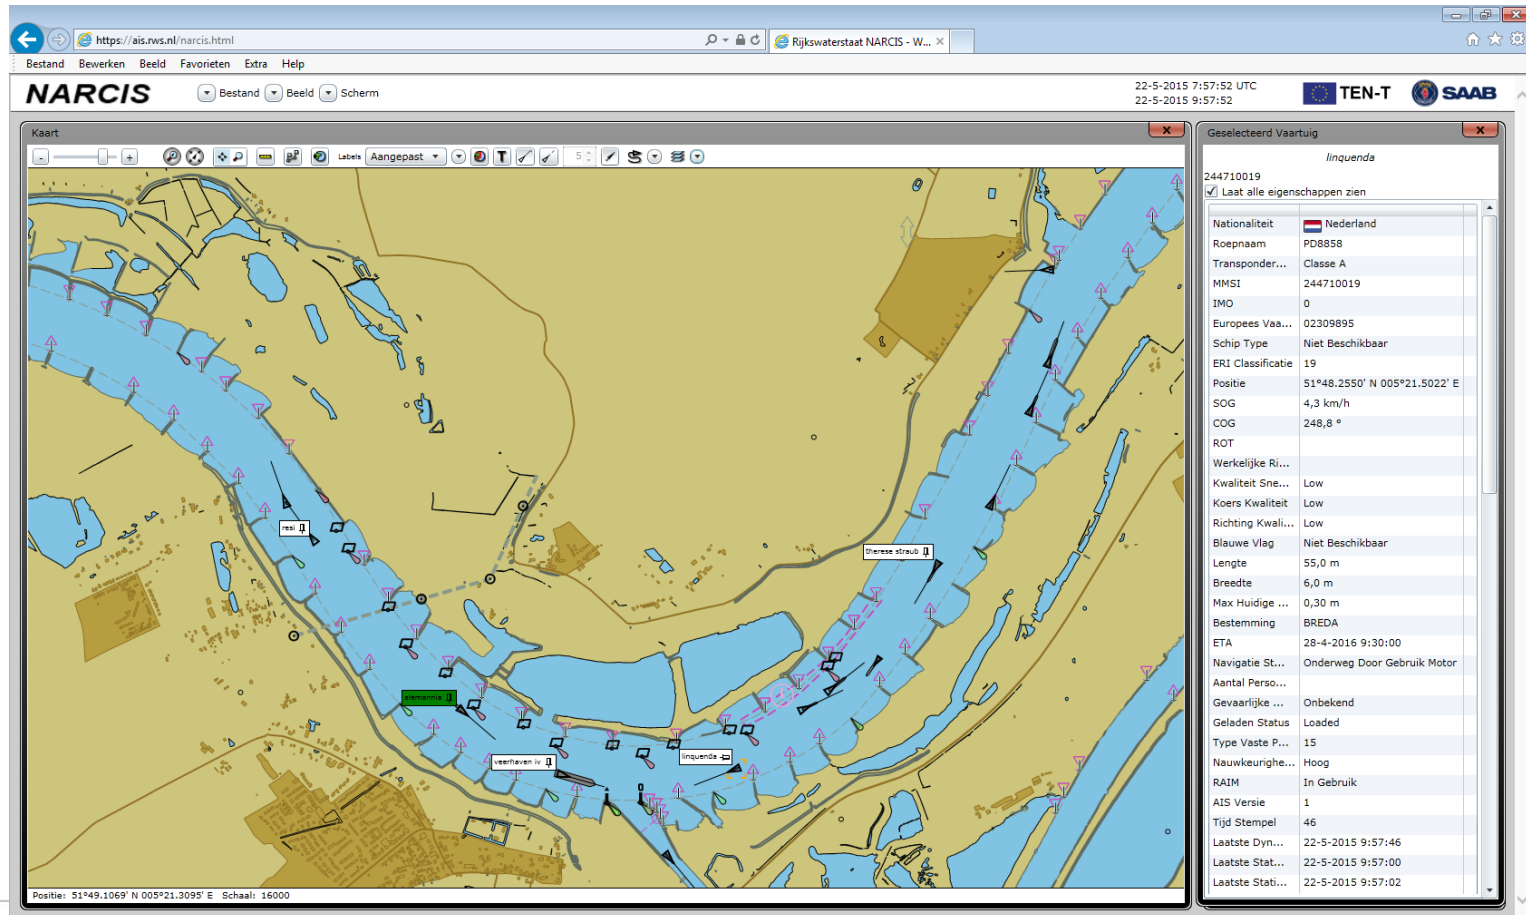 https://ais.rws.nl/narcis.html
Rijkswaterstaat NARCIS - W...
Bestand Bewerken Beeld Favorieten Extra Help
NARCIS
Bestand Beeld Scherm
22-5-2015 7:57:52 UTC
22-5-2015 9:57:52
TEN-T
SAAB
Kaart
Labels Aangepast
5
resi
therese straub
alemannia
veerhaven iv
linquenda
Positie: 51°49.1069' N 005°21.3095' E Schaal: 16000
Geselecteerd Vaartuig
linquenda
244710019
Laat alle eigenschappen zien
Nationaliteit Nederland
Roepnaam PD8858
Transponder... Classe A
MMSI 244710019
IMO 0
Europees Vaa... 02309895
Schip Type Niet Beschikbaar
ERI Classificatie 19
Positie 51°48.2550' N 005°21.5022' E
SOG 4,3 km/h
COG 248,8 °
ROT
Werkelijke Ri...
Kwaliteit Sne... Low
Koers Kwaliteit Low
Richting Kwali... Low
Blauwe Vlag Niet Beschikbaar
Lengte 55,0 m
Breedte 6,0 m
Max Huidige ... 0,30 m
Bestemming BREDA
ETA 28-4-2016 9:30:00
Navigatie St... Onderweg Door Gebruik Motor
Aantal Perso...
Gevaarlijke ... Onbekend
Geladen Status Loaded
Type Vaste P... 15
Nauwkeurighe... Hoog
RAIM In Gebruik
AIS Versie 1
Tijd Stempel 46
Laatste Dyn... 22-5-2015 9:57:46
Laatste Stat... 22-5-2015 9:57:00
Laatste Stati... 22-5-2015 9:57:02